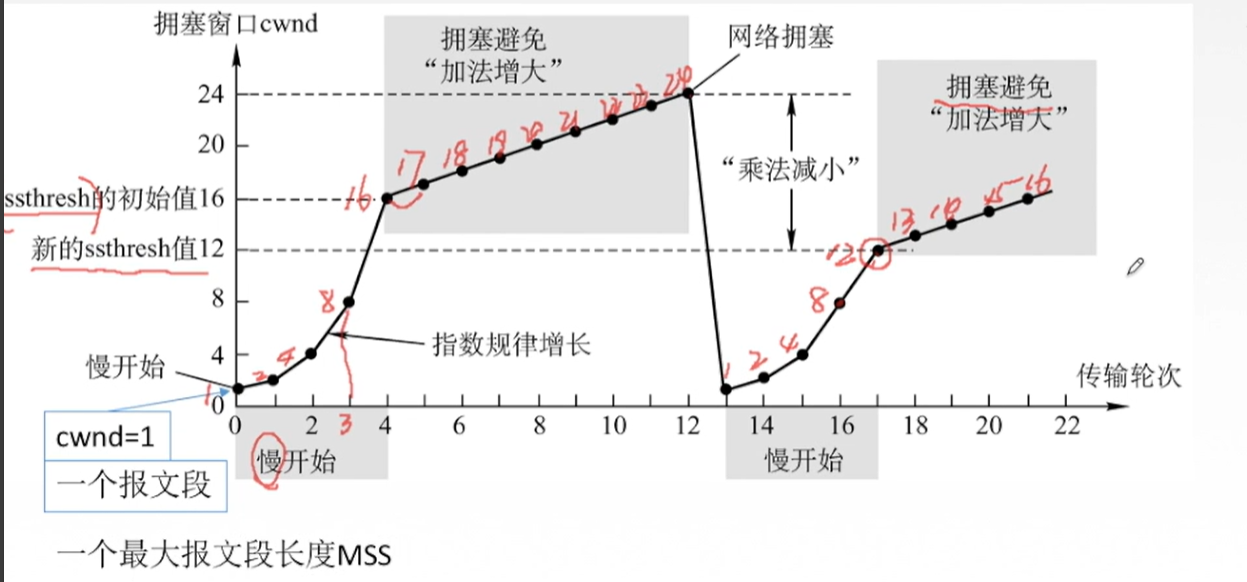 拥塞窗口cwnd
拥塞避免
“加法增大”
网络拥塞
24
20
ssthresh的初始值16
新的ssthresh值12
8
4
0
“乘法减小”
拥塞避免
“加法增大”
指数规律增长
慢开始
传输轮次
0 2 4 6 8 10 12 14 16 18 20 22
慢开始
慢开始
cwnd=1
一个报文段
一个最大报文段长度MSS
1
2
4
8
3
16
17
18
19
20
21
1
2
4
8
12
13
15
16